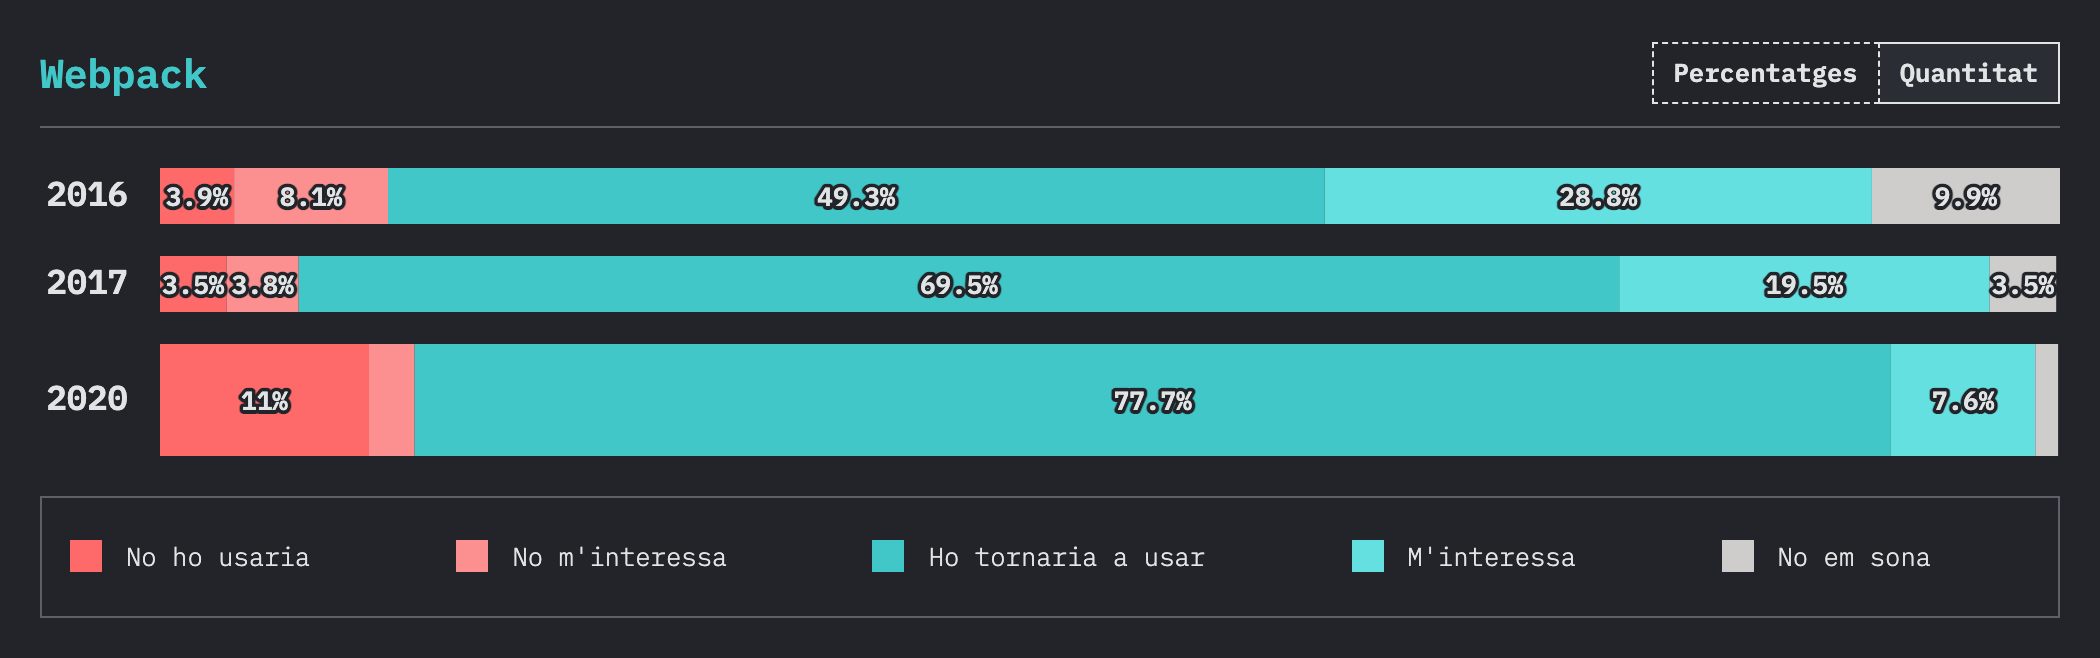 Webpack
Percentatges Quantitat
2016 3.9% 8.1% 49.3% 28.8% 9.9%
2017 3.5% 3.8% 69.5% 19.5% 3.5%
2020 11% 77.7% 7.6%
No ho usaria No m'interessa Ho tornaria a usar M'interessa No em sona